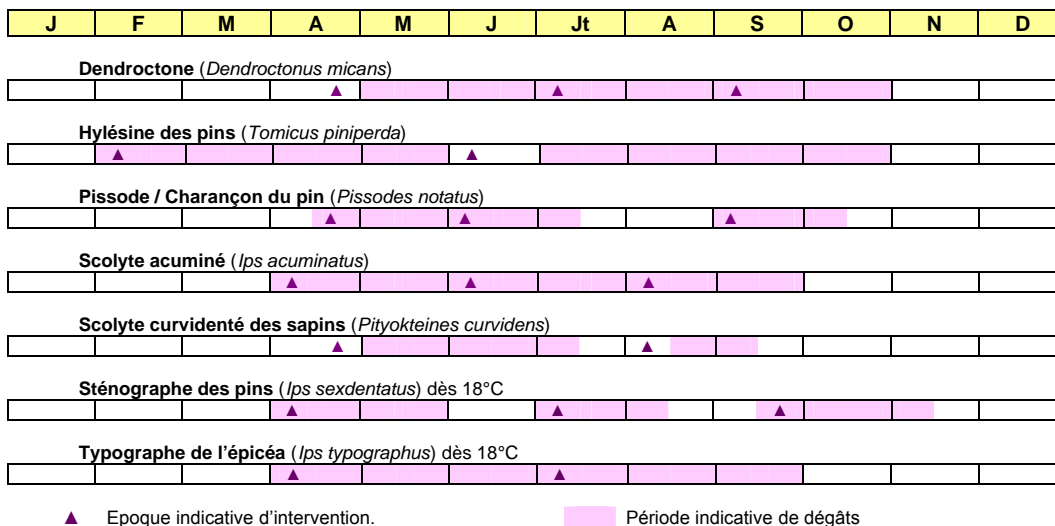 J F M A M J Jt A S O N D
Dendroctone (Dendroctonus micans)
Hylésine des pins (Tomicus piniperda)
Pissode / Charançon du pin (Pissodes notatus)
Scolyte acuminé (Ips acuminatus)
Scolyte curvidenté des sapins (Pityokteines curvidens)
Sténographe des pins (Ips sexdentatus) dès 18°C
Typographe de l'épicéa (Ips typographus) dès 18°C
Epoque indicative d'intervention. Période indicative de dégâts